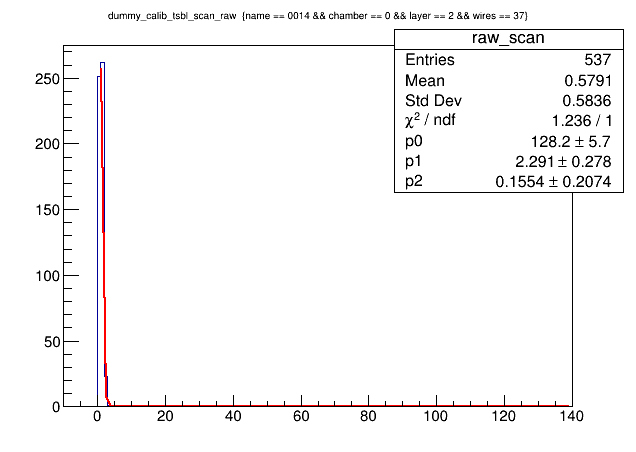 dummy_calib_tsbl_scan_raw {name == 0014 && chamber == 0 && layer == 2 && wires == 37}
raw_scan
Entries 537
Mean 0.5791
Std Dev 0.5836
χ² / ndf 1.236 / 1
p0 128.2 ± 5.7
p1 2.291 ± 0.278
p2 0.1554 ± 0.2074
250
200
150
100
50
0
0 20 40 60 80 100 120 140